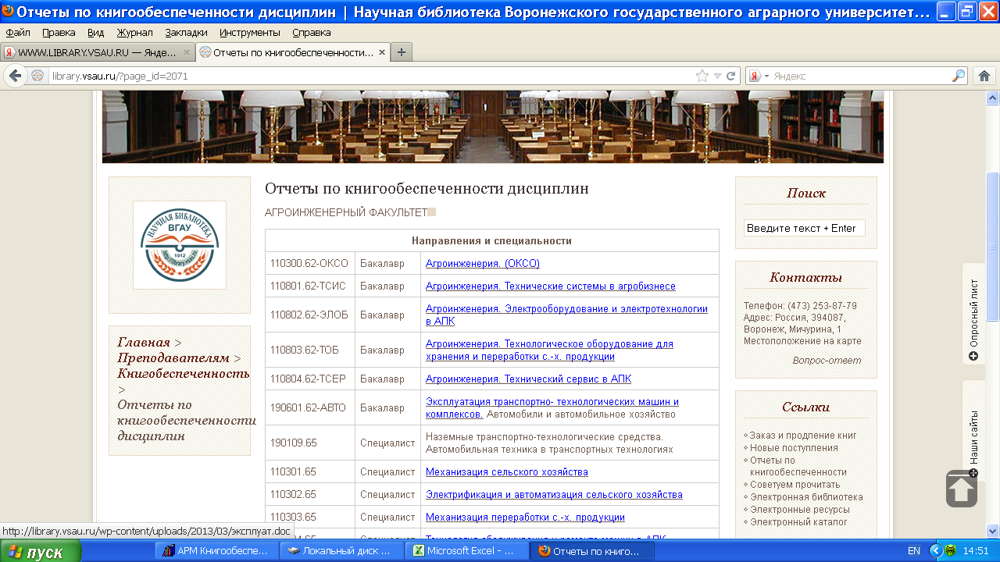 Отчеты по книгообеспеченности дисциплин | Научная библиотека Воронежского государственного аграрного университет...
Файл Правка Вид Журнал Закладки Инструменты Справка
WWW.LIBRARY.VSAU.RU — Янде... × Отчеты по книгообеспеченности... × +
library.vsau.ru/?page_id=2071 Яндекс
НАУЧНАЯ БИБЛИОТЕКА
ВГАУ
1912
http://library.vsau.ru
Главная >
Преподавателям >
Книгобеспеченность
>
Отчеты по
книгообеспеченности
дисциплин
Отчеты по книгообеспеченности дисциплин
АГРОИНЖЕНЕРНЫЙ ФАКУЛЬТЕТ
Направления и специальности
110300.62-ОКСО Бакалавр Агроинженерия. (ОКСО)
110801.62-ТСИС Бакалавр Агроинженерия. Технические системы в агробизнесе
110802.62-ЭЛОБ Бакалавр Агроинженерия. Электрооборудование и электротехнологии
в АПК
110803.62-ТОБ Бакалавр Агроинженерия. Технологическое оборудование для
хранения и переработки с.-х. продукции
110804.62-ТСЕР Бакалавр Агроинженерия. Технический сервис в АПК
190601.62-АВТО Бакалавр Эксплуатация транспортно- технологических машин и
комплексов. Автомобили и автомобильное хозяйство
190109.65 Специалист Наземные транспортно-технологические средства.
Автомобильная техника в транспортных технологиях
110301.65 Специалист Механизация сельского хозяйства
110302.65 Специалист Электрификация и автоматизация сельского хозяйства
110303.65 Специалист Механизация переработки с.-х. продукции
Поиск
Введите текст + Enter
Контакты
Телефон: (473) 253-87-79
Адрес: Россия, 394087,
Воронеж, Мичурина, 1
Местоположение на карте
Вопрос-ответ
Ссылки
Заказ и продление книг
Новые поступления
Отчеты по
книгообеспеченности
Советуем прочитать
Электронная библиотека
Электронные ресурсы
Электронный каталог
Опросный лист
Наши сайты
http://library.vsau.ru/wp-content/uploads/2013/03/эксплуат.doc
пуск АРМ Книгообеспе... Локальный диск ... Microsoft Excel - ... Отчеты по книго... EN 14:51